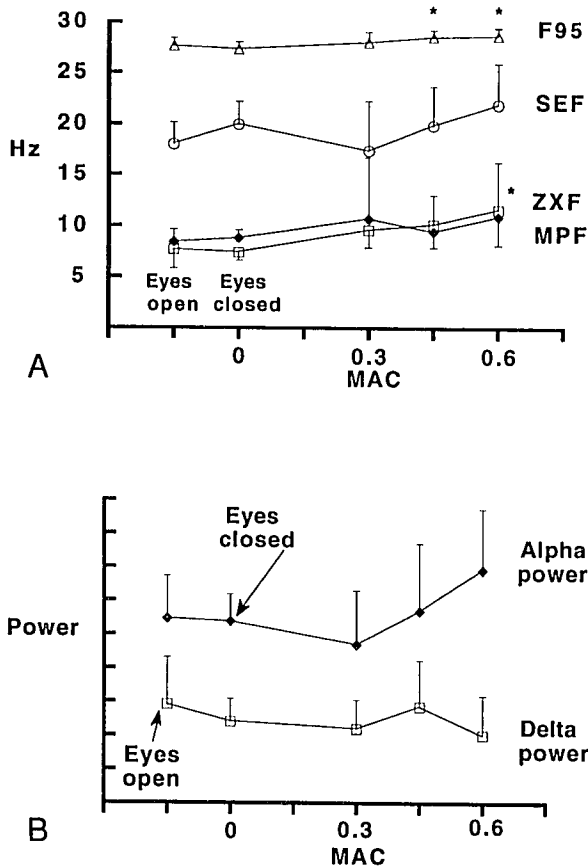 * *
30
F95
25
SEF
20
Hz
15
*
ZXF
10
MPF
Eyes open
Eyes closed
5
0 0.3 0.6
MAC
A
Eyes closed
Alpha power
Power
Eyes open
Delta power
0 0.3 0.6
MAC
B